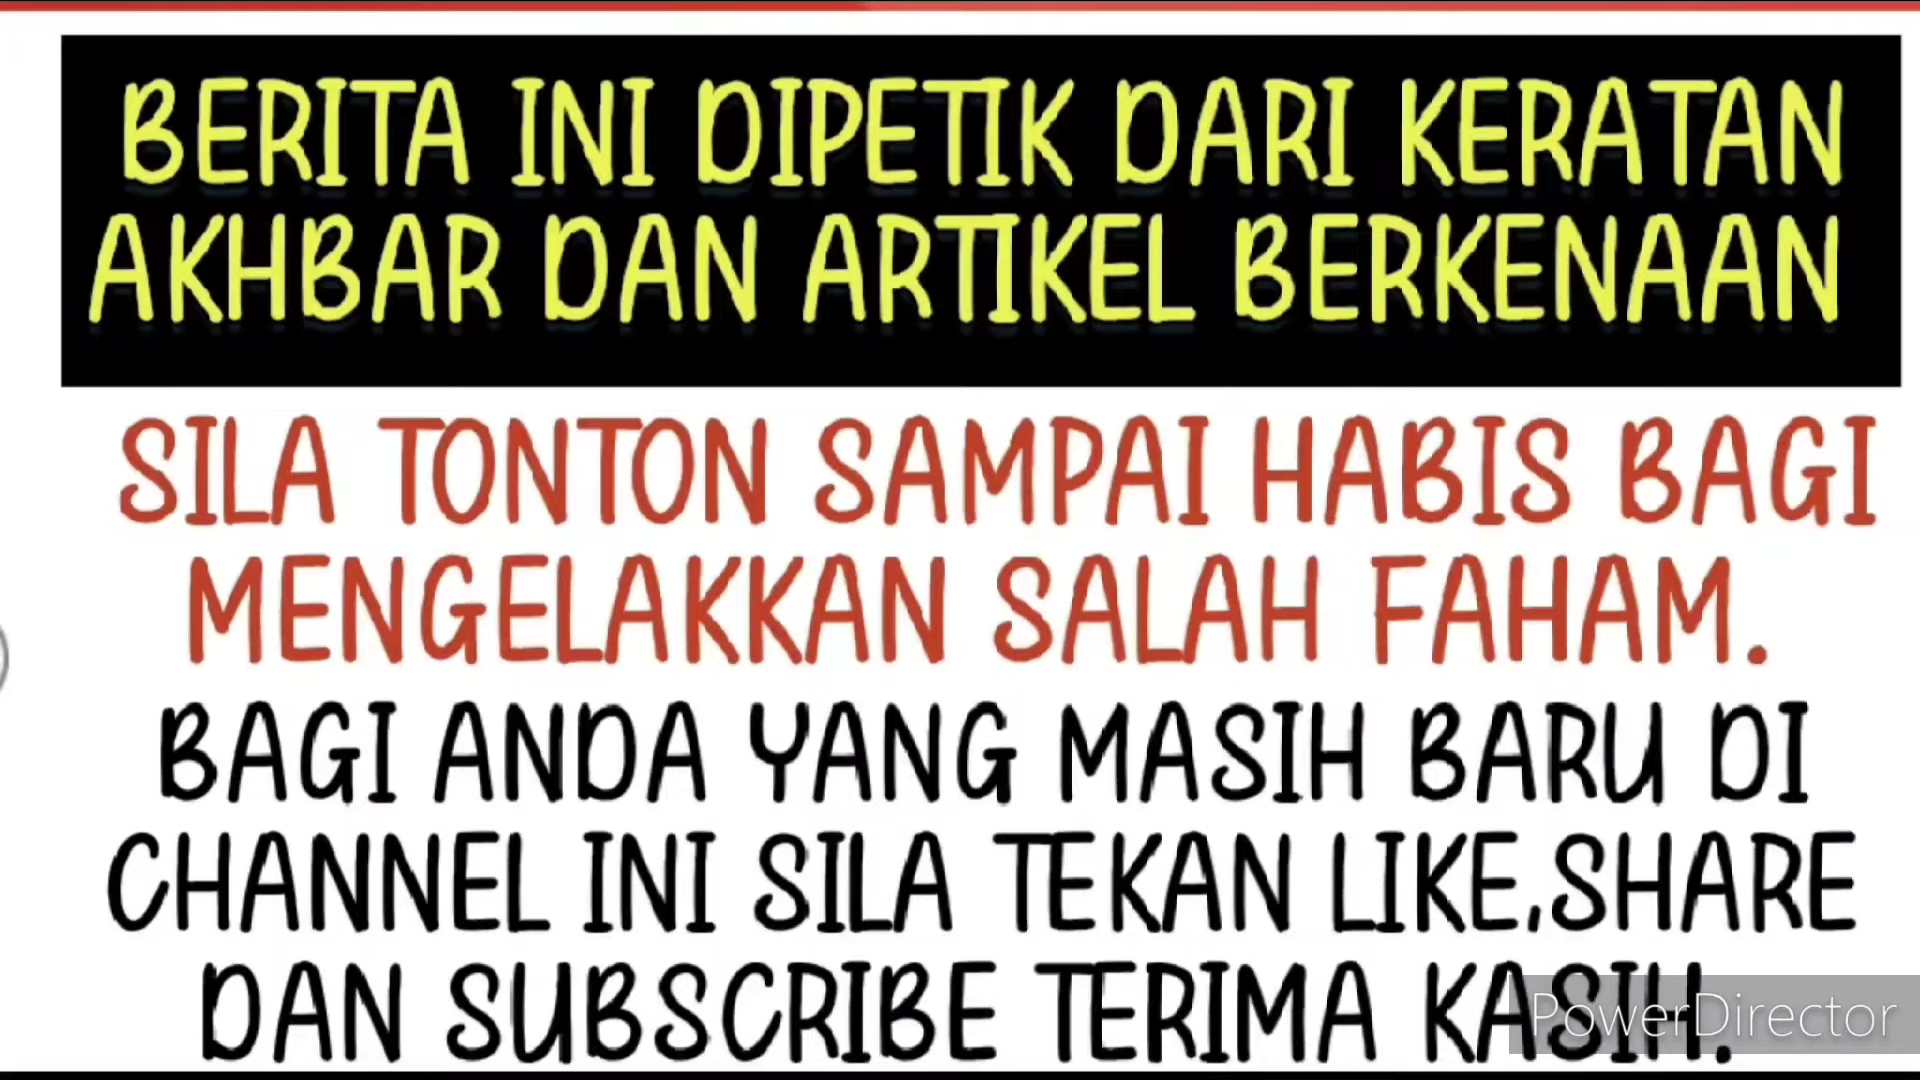 BERITA INI DIPETIK DARI KERATAN
AKHBAR DAN ARTIKEL BERKENAAN
SILA TONTON SAMPAI HABIS BAGI
MENGELAKKAN SALAH FAHAM.
BAGI ANDA YANG MASIH BARU DI
CHANNEL INI SILA TEKAN LIKE,SHARE
DAN SUBSCRIBE TERIMA KASIH.
PowerDirector